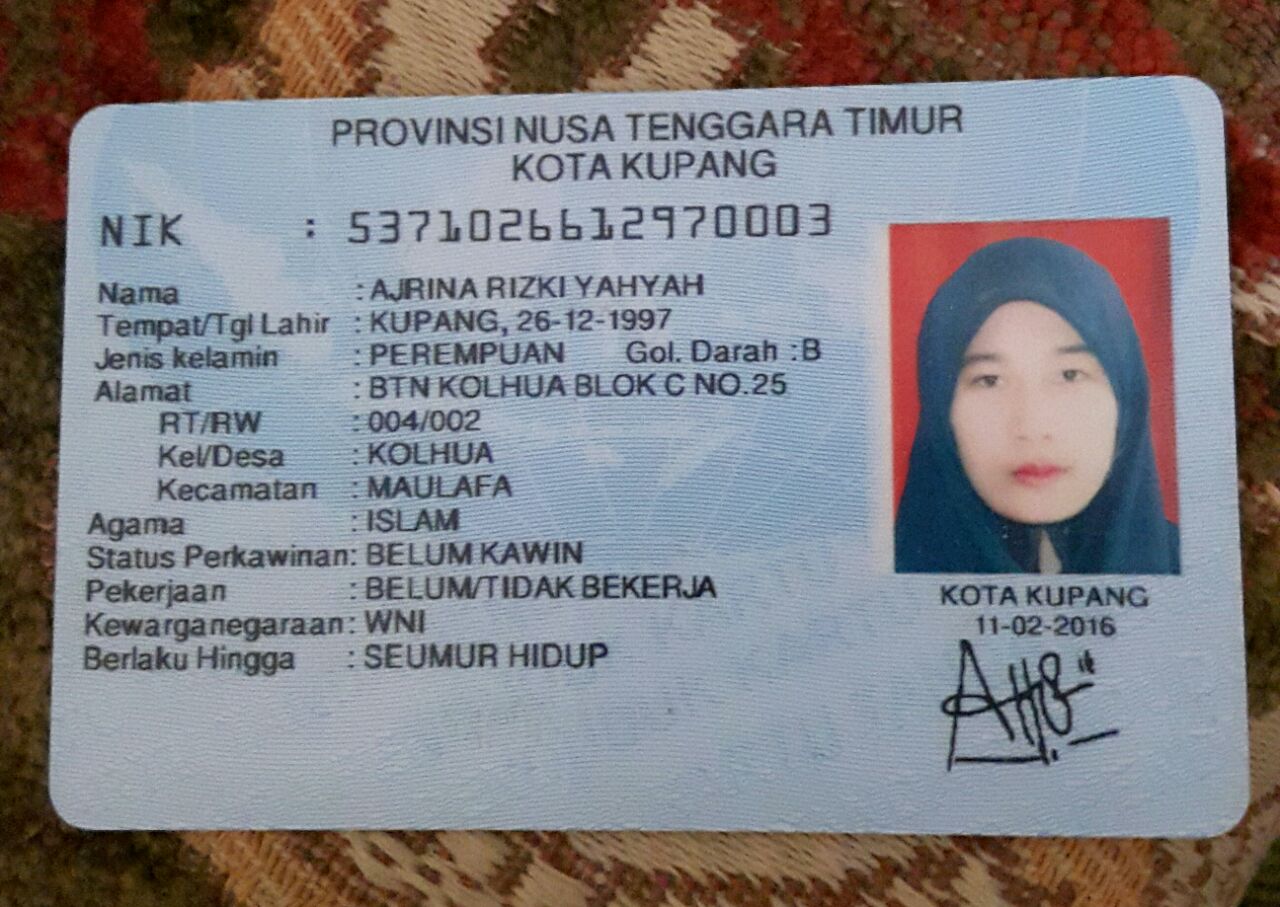 PROVINSI NUSA TENGGARA TIMUR
KOTA KUPANG
NIK : 5371026612970003
Nama : AJRINA RIZKI YAHYAH
Tempat/Tgl Lahir : KUPANG, 26-12-1997
Jenis kelamin : PEREMPUAN Gol. Darah : B
Alamat : BTN KOLHUA BLOK C NO.25
RT/RW : 004/002
Kel/Desa : KOLHUA
Kecamatan : MAULAFA
Agama : ISLAM
Status Perkawinan: BELUM KAWIN
Pekerjaan : BELUM/TIDAK BEKERJA
Kewarganegaraan: WNI
Berlaku Hingga : SEUMUR HIDUP
KOTA KUPANG
11-02-2016